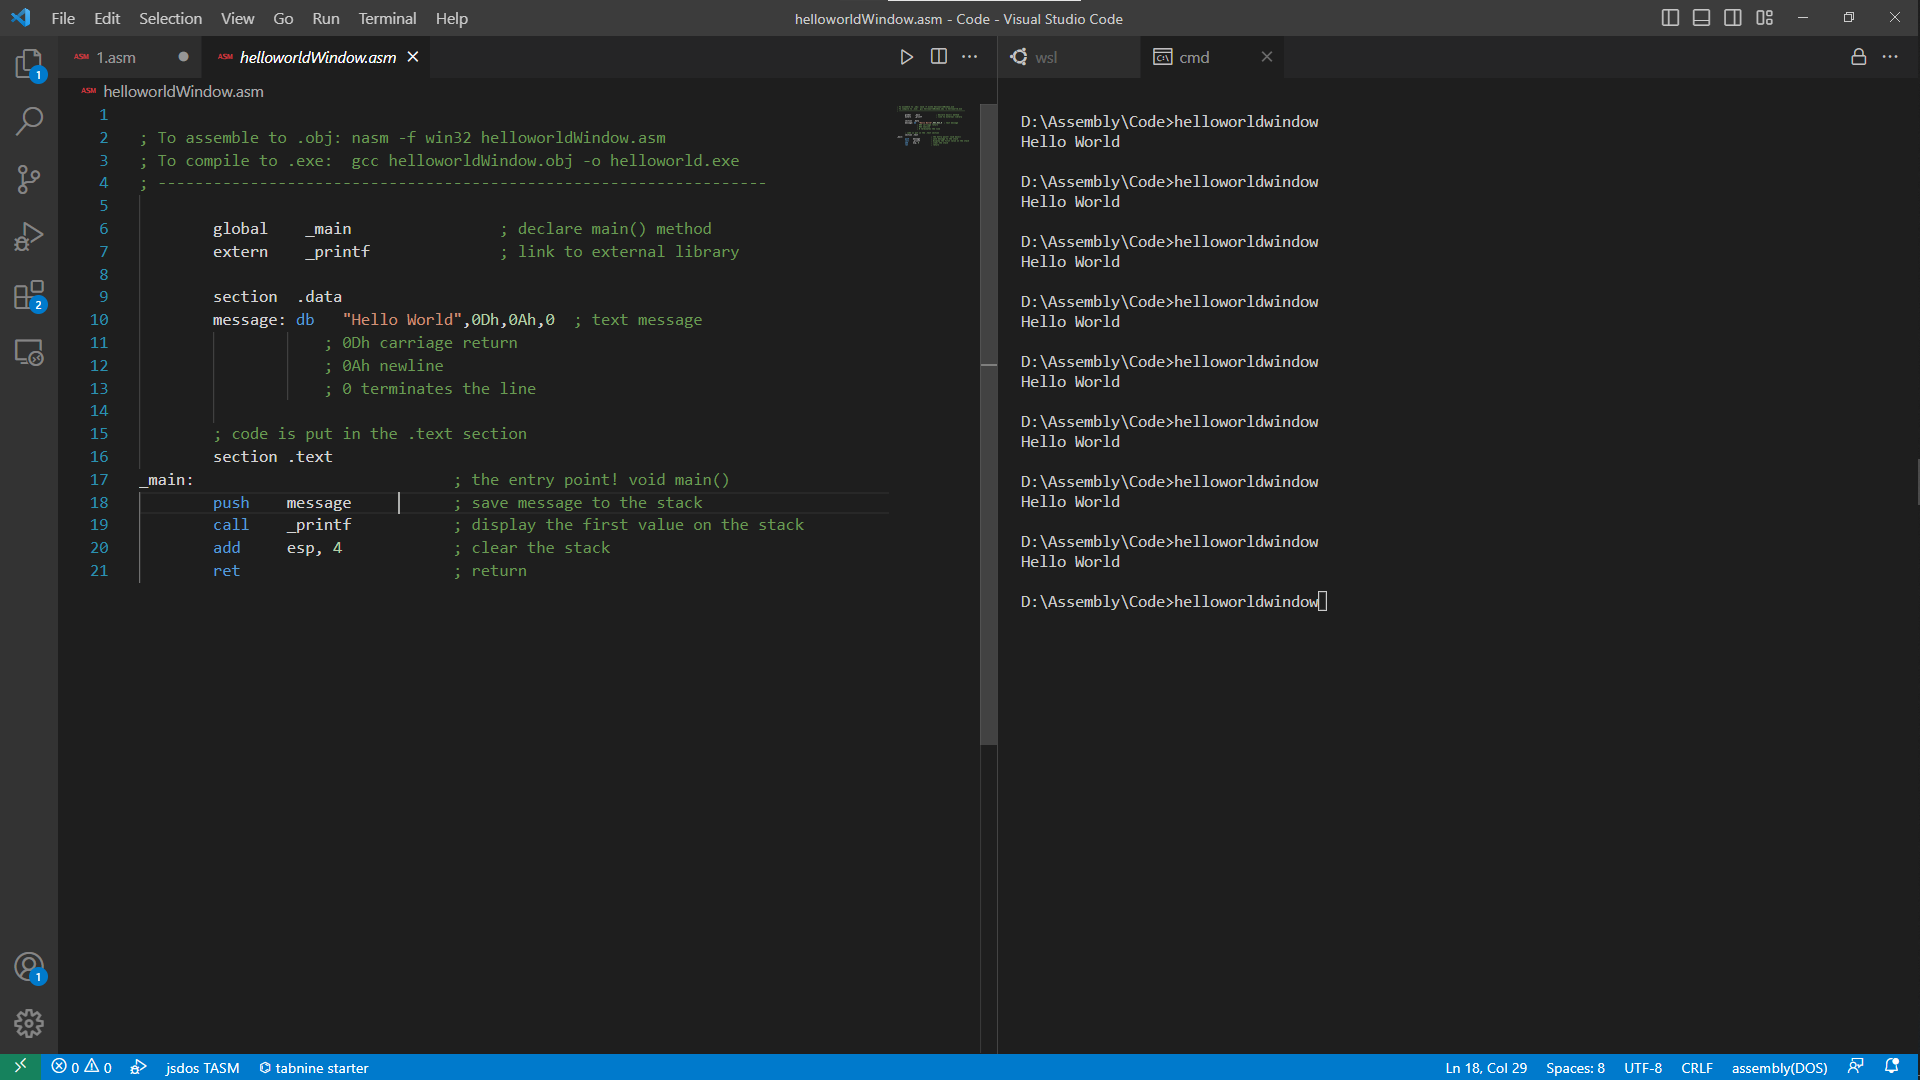 File Edit Selection View Go Run Terminal Help
helloworldWindow.asm - Code - Visual Studio Code
ASM 1.asm
ASM helloworldWindow.asm
wsl
cmd
ASM helloworldWindow.asm
1
2 ; To assemble to .obj: nasm -f win32 helloworldWindow.asm
3 ; To compile to .exe:  gcc helloworldWindow.obj -o helloworld.exe
4 ; ------------------------------------------------------------------
5
6 global _main ; declare main() method
7 extern _printf ; link to external library
8
9 section .data
10 message: db "Hello World",0Dh,0Ah,0 ; text message
11 ; 0Dh carriage return
12 ; 0Ah newline
13 ; 0 terminates the line
14
15 ; code is put in the .text section
16 section .text
17 _main: ; the entry point! void main()
18 push message ; save message to the stack
19 call _printf ; display the first value on the stack
20 add esp, 4 ; clear the stack
21 ret ; return
D:\Assembly\Code>helloworldwindow
Hello World
D:\Assembly\Code>helloworldwindow
Hello World
D:\Assembly\Code>helloworldwindow
Hello World
D:\Assembly\Code>helloworldwindow
Hello World
D:\Assembly\Code>helloworldwindow
Hello World
D:\Assembly\Code>helloworldwindow
Hello World
D:\Assembly\Code>helloworldwindow
Hello World
D:\Assembly\Code>helloworldwindow
Hello World
D:\Assembly\Code>helloworldwindow
1
2
1
0 0 jsdos TASM tabnine starter
Ln 18, Col 29 Spaces: 8 UTF-8 CRLF assembly(DOS)